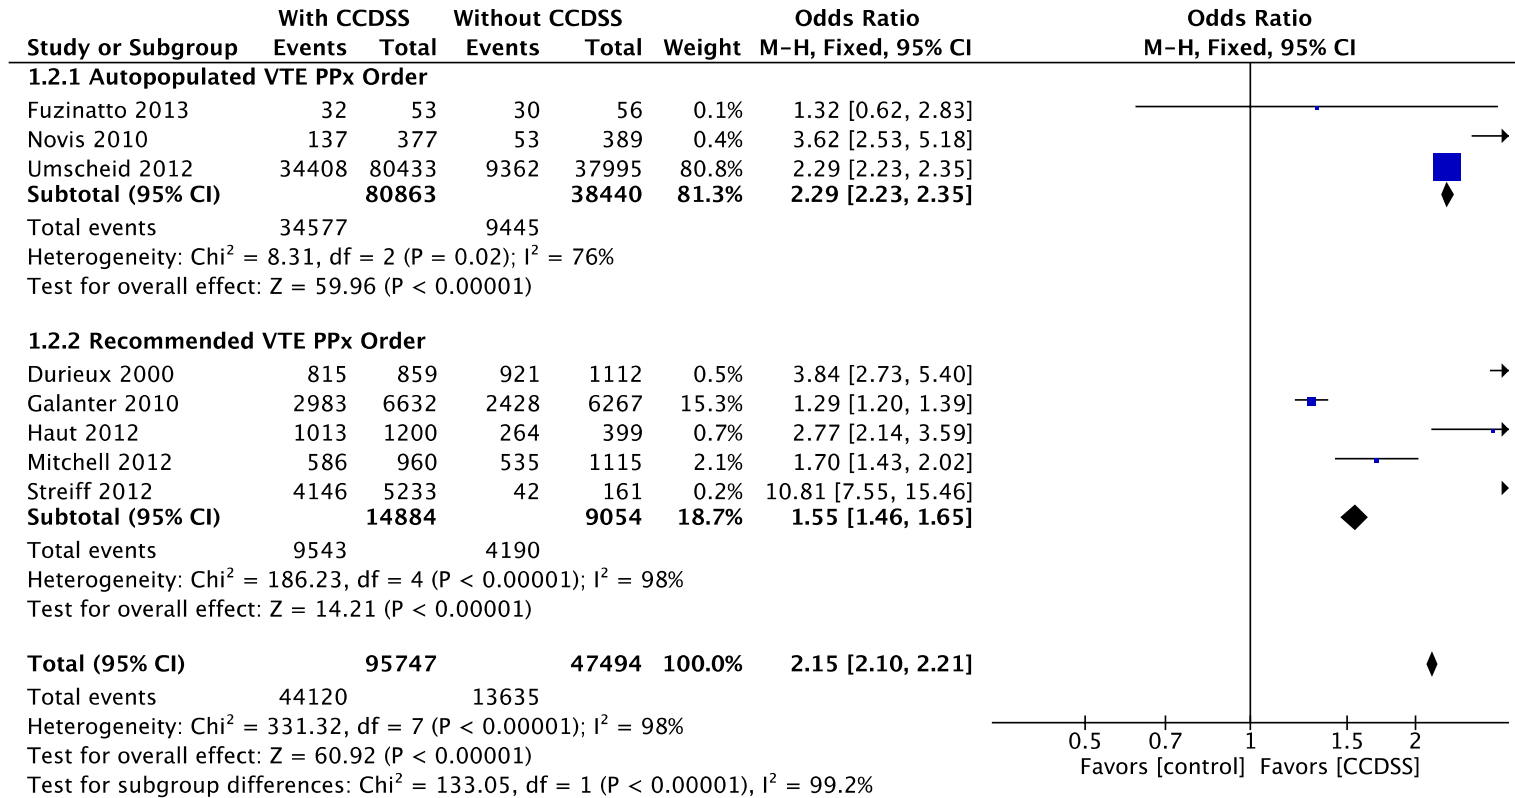 With CCDSS Without CCDSS Odds Ratio Odds Ratio
Study or Subgroup Events Total Events Total Weight M-H, Fixed, 95% CI M-H, Fixed, 95% CI
1.2.1 Autopopulated VTE PPx Order
Fuzinatto 2013 32 53 30 56 0.1% 1.32 [0.62, 2.83]
Novis 2010 137 377 53 389 0.4% 3.62 [2.53, 5.18]
Umscheid 2012 34408 80433 9362 37995 80.8% 2.29 [2.23, 2.35]
Subtotal (95% CI) 80863 38440 81.3% 2.29 [2.23, 2.35]
Total events 34577 9445
Heterogeneity: Chi² = 8.31, df = 2 (P = 0.02); I² = 76%
Test for overall effect: Z = 59.96 (P < 0.00001)
1.2.2 Recommended VTE PPx Order
Durieux 2000 815 859 921 1112 0.5% 3.84 [2.73, 5.40]
Galanter 2010 2983 6632 2428 6267 15.3% 1.29 [1.20, 1.39]
Haut 2012 1013 1200 264 399 0.7% 2.77 [2.14, 3.59]
Mitchell 2012 586 960 535 1115 2.1% 1.70 [1.43, 2.02]
Streiff 2012 4146 5233 42 161 0.2% 10.81 [7.55, 15.46]
Subtotal (95% CI) 14884 9054 18.7% 1.55 [1.46, 1.65]
Total events 9543 4190
Heterogeneity: Chi² = 186.23, df = 4 (P < 0.00001); I² = 98%
Test for overall effect: Z = 14.21 (P < 0.00001)
Total (95% CI) 95747 47494 100.0% 2.15 [2.10, 2.21]
Total events 44120 13635
Heterogeneity: Chi² = 331.32, df = 7 (P < 0.00001); I² = 98%
Test for overall effect: Z = 60.92 (P < 0.00001)
Test for subgroup differences: Chi² = 133.05, df = 1 (P < 0.00001), I² = 99.2%
0.5 0.7 1 1.5 2
Favors [control] Favors [CCDSS]